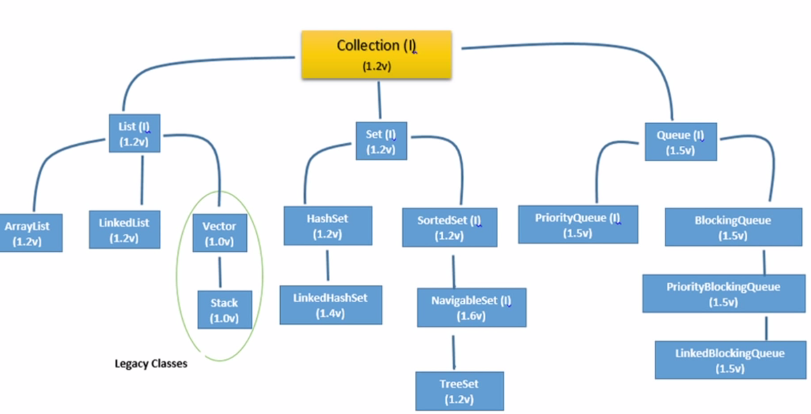 Collection (I)
(1.2v)
List (I)
(1.2v)
Set (I)
(1.2v)
Queue (I)
(1.5v)
ArrayList
(1.2v)
LinkedList
(1.2v)
Vector
(1.0v)
HashSet
(1.2v)
SortedSet (I)
(1.2v)
PriorityQueue (I)
(1.5v)
BlockingQueue
(1.5v)
Stack
(1.0v)
LinkedHashSet
(1.4v)
NavigableSet (I)
(1.6v)
PriorityBlockingQueue
(1.5v)
LinkedBlockingQueue
(1.5v)
Legacy Classes
TreeSet
(1.2v)